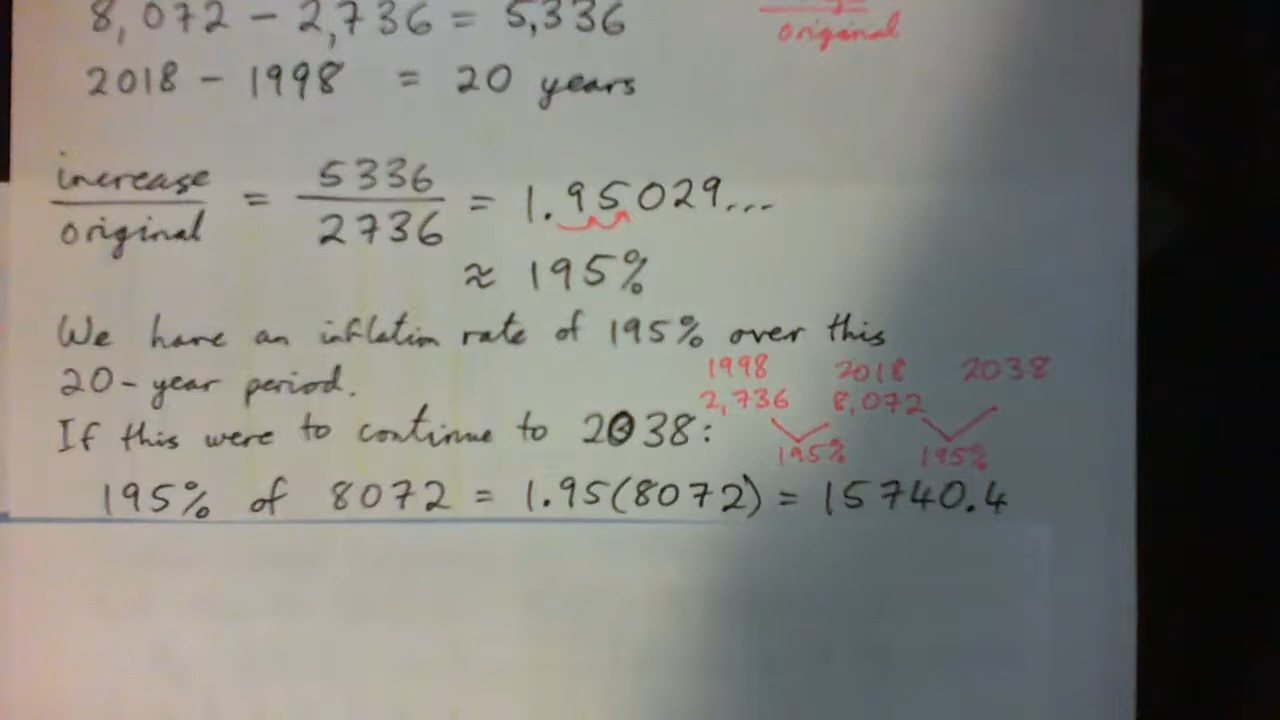 8,072 - 2,736 = 5,336
original
2018 - 1998 = 20 years
increase/original = 5336/2736 = 1.95029...
≈ 195%
We have an inflation rate of 195% over this
20-year period.
1998 2018 2038
2,736 8,072
If this were to continue to 2038:
195% 195%
195% of 8072 = 1.95(8072) = 15740.4